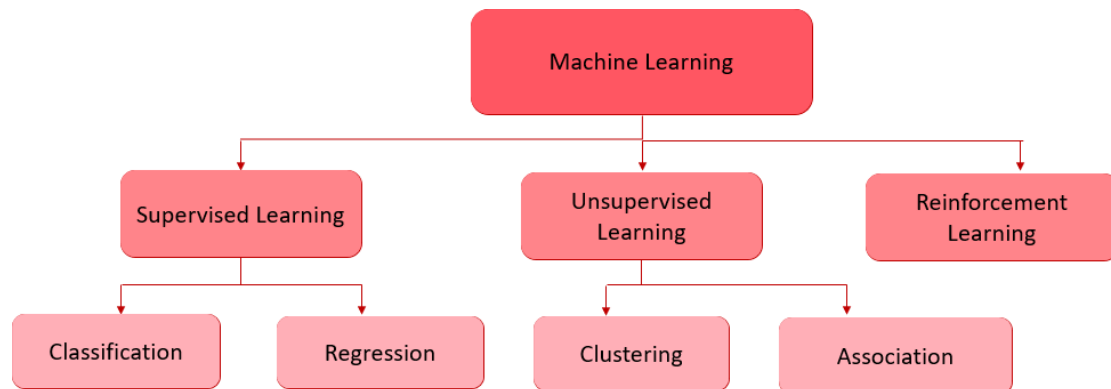 Machine Learning
Supervised Learning
Unsupervised
Learning
Reinforcement
Learning
Classification
Regression
Clustering
Association